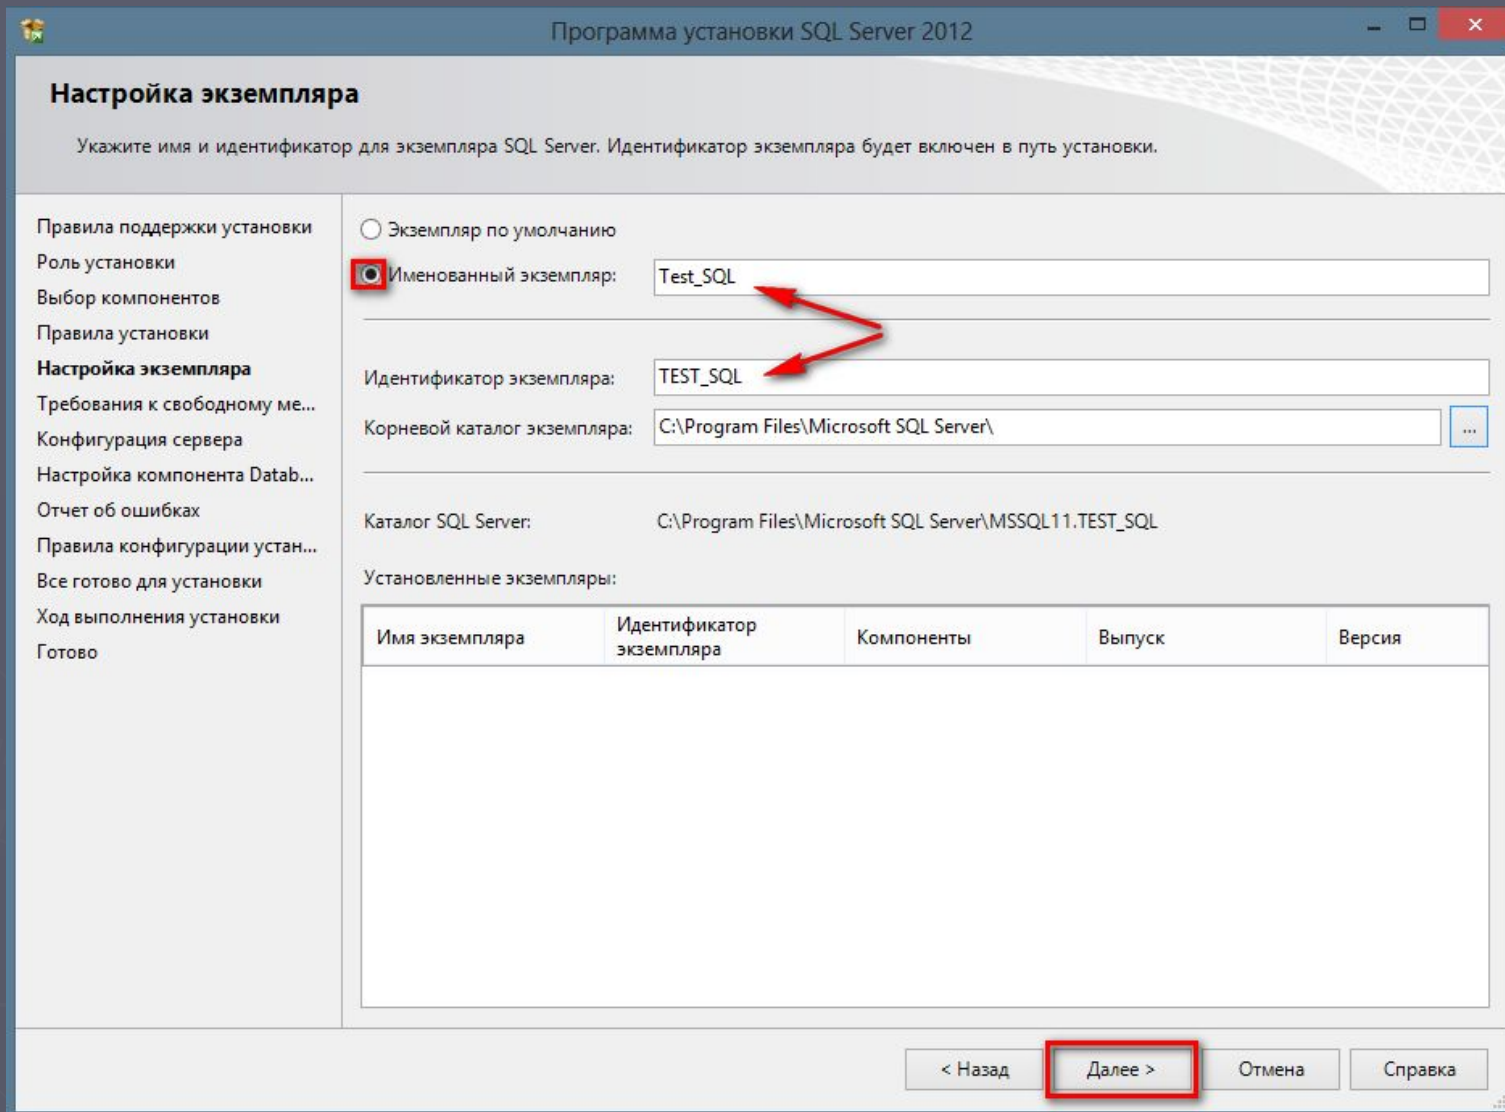 Программа установки SQL Server 2012
Настройка экземпляра
Укажите имя и идентификатор для экземпляра SQL Server. Идентификатор экземпляра будет включен в путь установки.
Правила поддержки установки
Роль установки
Выбор компонентов
Правила установки
Настройка экземпляра
Требования к свободному ме...
Конфигурация сервера
Настройка компонента Datab...
Отчет об ошибках
Правила конфигурации устан...
Все готово для установки
Ход выполнения установки
Готово
Экземпляр по умолчанию
Именованный экземпляр: Test_SQL
Идентификатор экземпляра: TEST_SQL
Корневой каталог экземпляра: C:\Program Files\Microsoft SQL Server\ ...
Каталог SQL Server: C:\Program Files\Microsoft SQL Server\MSSQL11.TEST_SQL
Установленные экземпляры:
Имя экземпляра Идентификатор экземпляра Компоненты Выпуск Версия
< Назад Далее > Отмена Справка